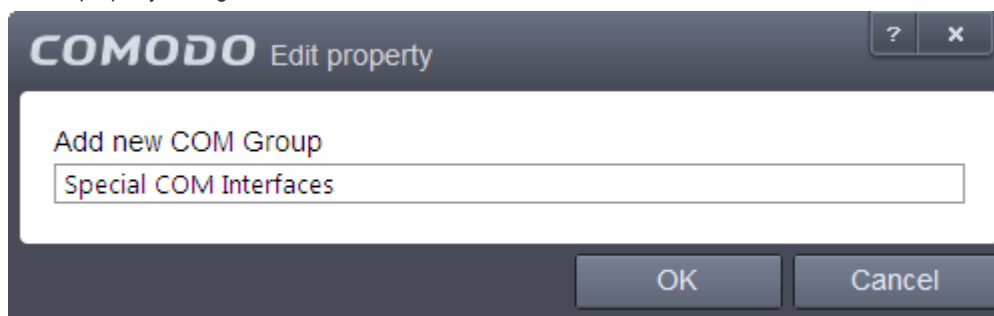 COMODO Edit property
? x
Add new COM Group
Special COM Interfaces
OK Cancel